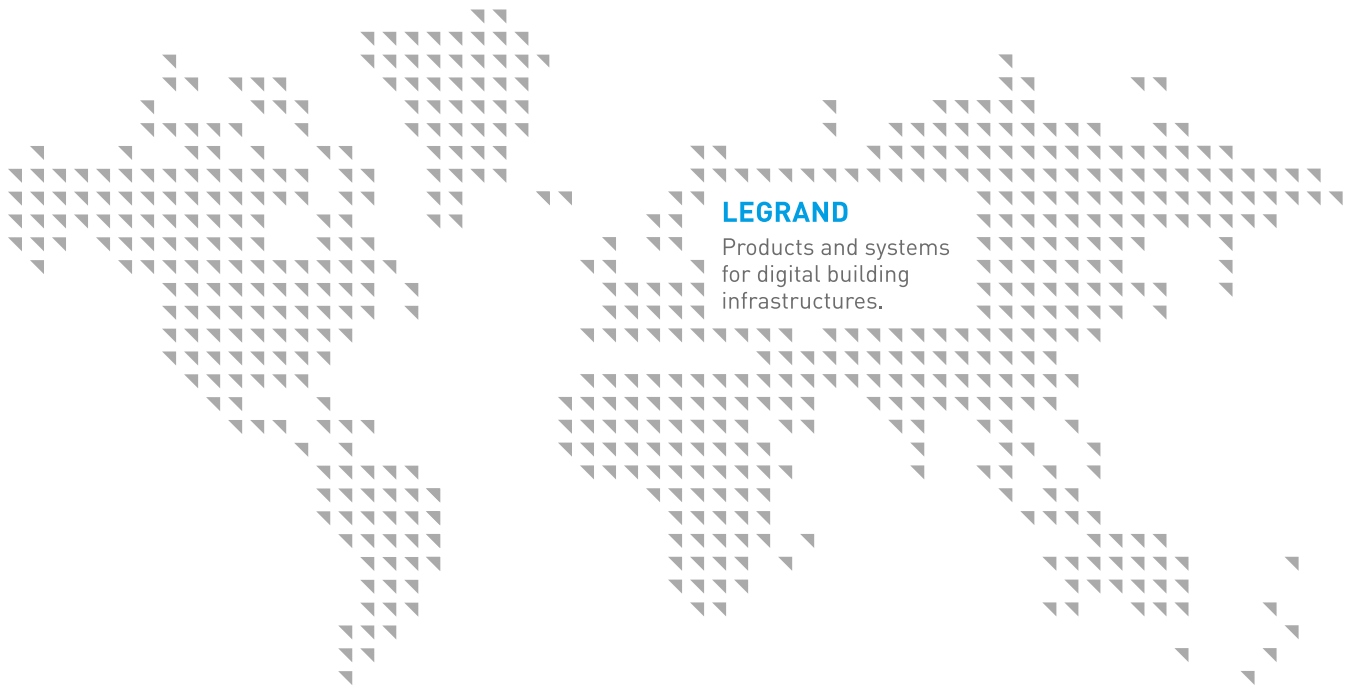 LEGRAND
Products and systems
for digital building
infrastructures.